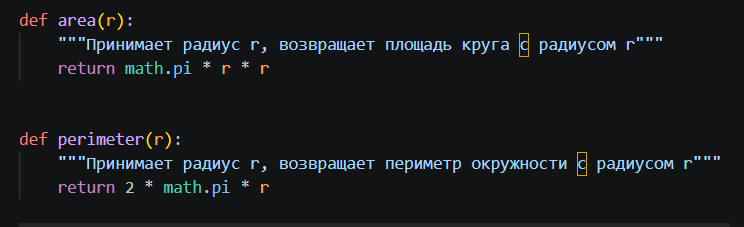 def area(r):
"""Принимает радиус r, возвращает площадь круга с радиусом r"""
return math.pi * r * r
def perimeter(r):
"""Принимает радиус r, возвращает периметр окружности с радиусом r"""
return 2 * math.pi * r